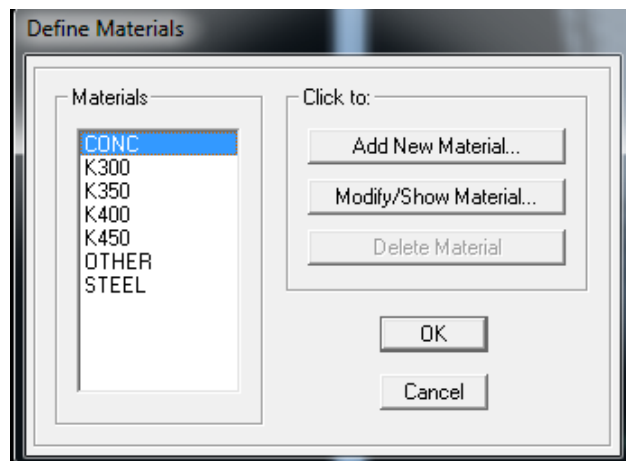 Define Materials
Materials
CONC
K300
K350
K400
K450
OTHER
STEEL
Click to:
Add New Material...
Modify/Show Material...
Delete Material
OK
Cancel